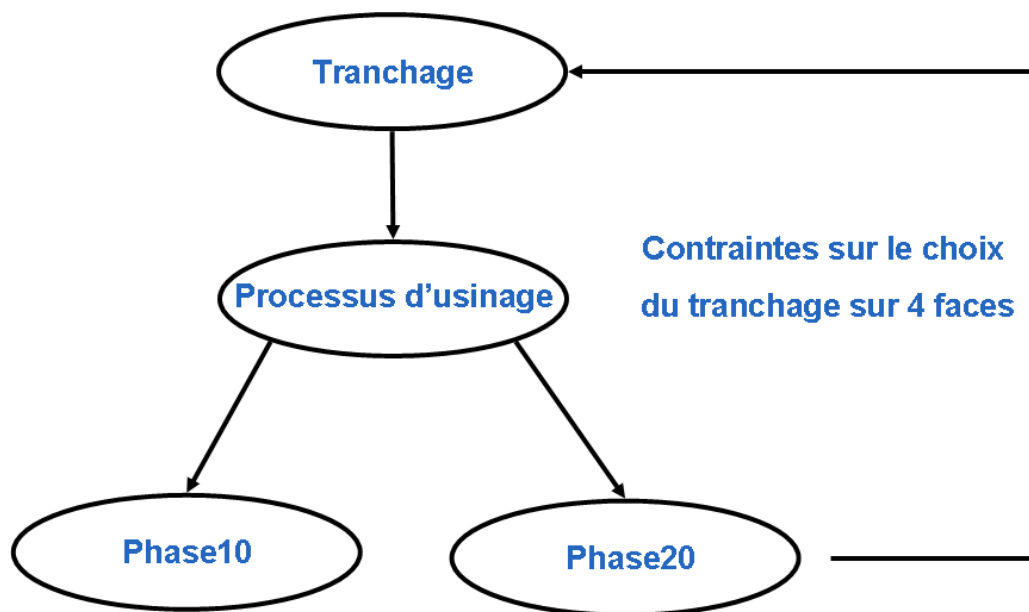 Tranchage
Contraintes sur le choix
du tranchage sur 4 faces
Processus d’usinage
Phase10
Phase20